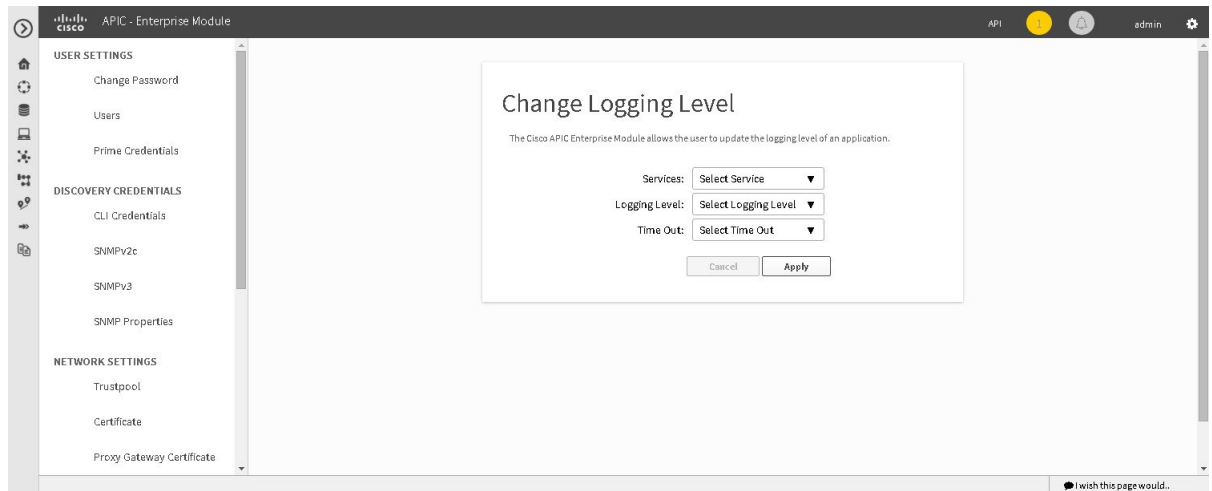 CISCO
APIC - Enterprise Module
API
1
admin
USER SETTINGS
Change Password
Users
Prime Credentials
DISCOVERY CREDENTIALS
CLI Credentials
SNMPv2c
SNMPv3
SNMP Properties
NETWORK SETTINGS
Trustpool
Certificate
Proxy Gateway Certificate
Change Logging Level
The Cisco APIC Enterprise Module allows the user to update the logging level of an application.
Services: Select Service
Logging Level: Select Logging Level
Time Out: Select Time Out
Cancel Apply
I wish this page would..